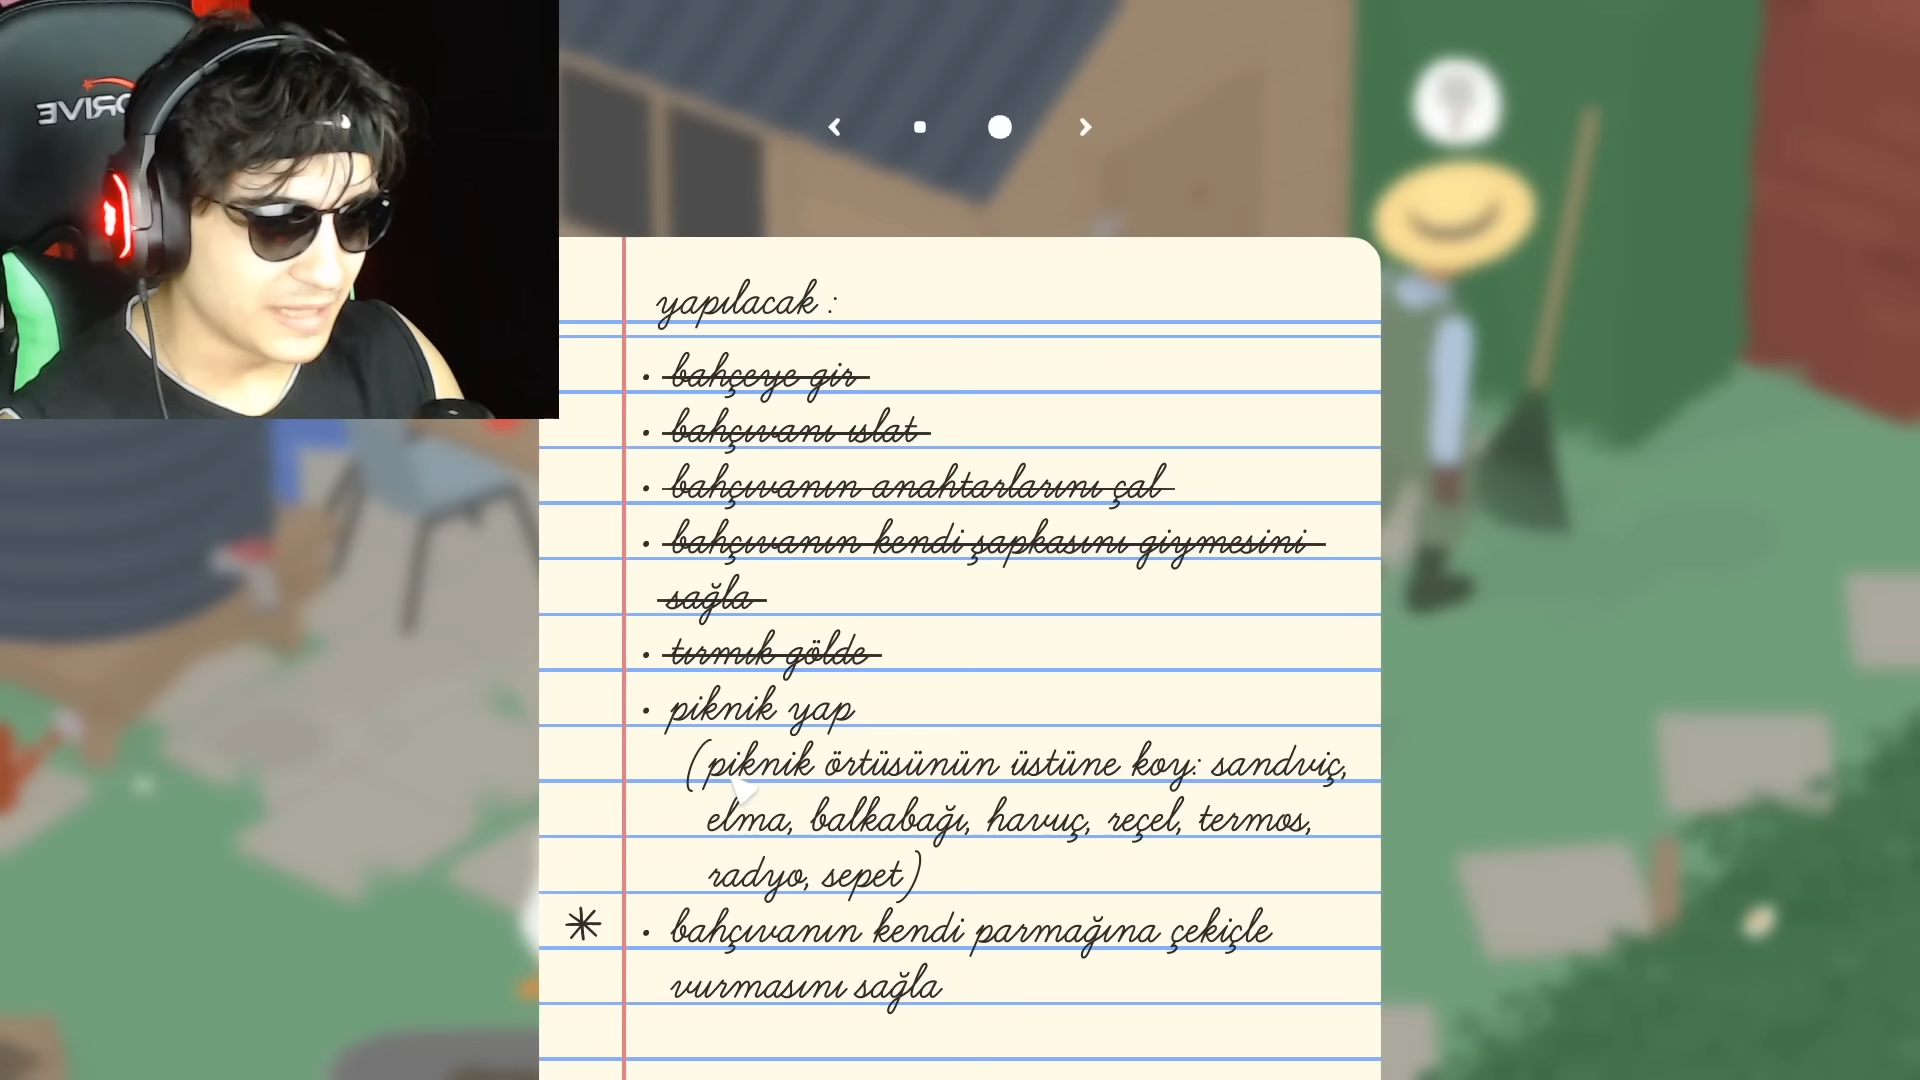 yapılacak :
• bahçeye gir
• bahçıvanı ıslat
• bahçıvanın anahtarlarını çal
• bahçıvanın kendi şapkasını giymesini
sağla
• tırmık gölde
• piknik yap
(piknik örtüsünün üstüne koy: sandviç,
elma, balkabağı, havuç, reçel, termos,
radyo, sepet)
• bahçıvanın kendi parmağına çekiçle
vurmasını sağla